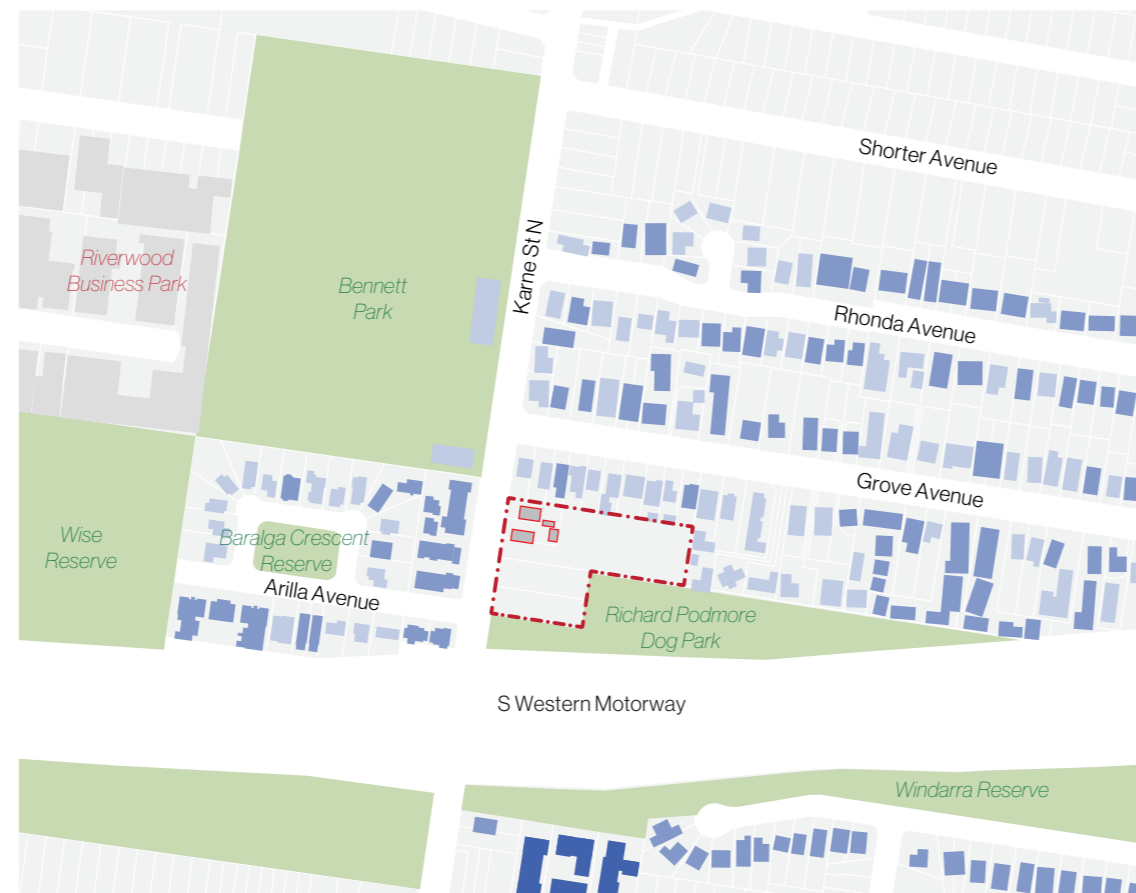 Shorter Avenue
Karne St N
Riverwood
Business Park
Bennett
Park
Rhonda Avenue
Grove Avenue
Wise
Reserve
Baralga Crescent
Reserve
Arilla Avenue
Richard Podmore
Dog Park
S Western Motorway
Windarra Reserve